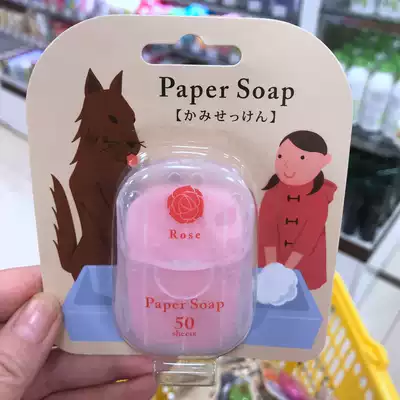 Paper Soap
【かみせっけん】
Rose
Paper Soap
50
sheets